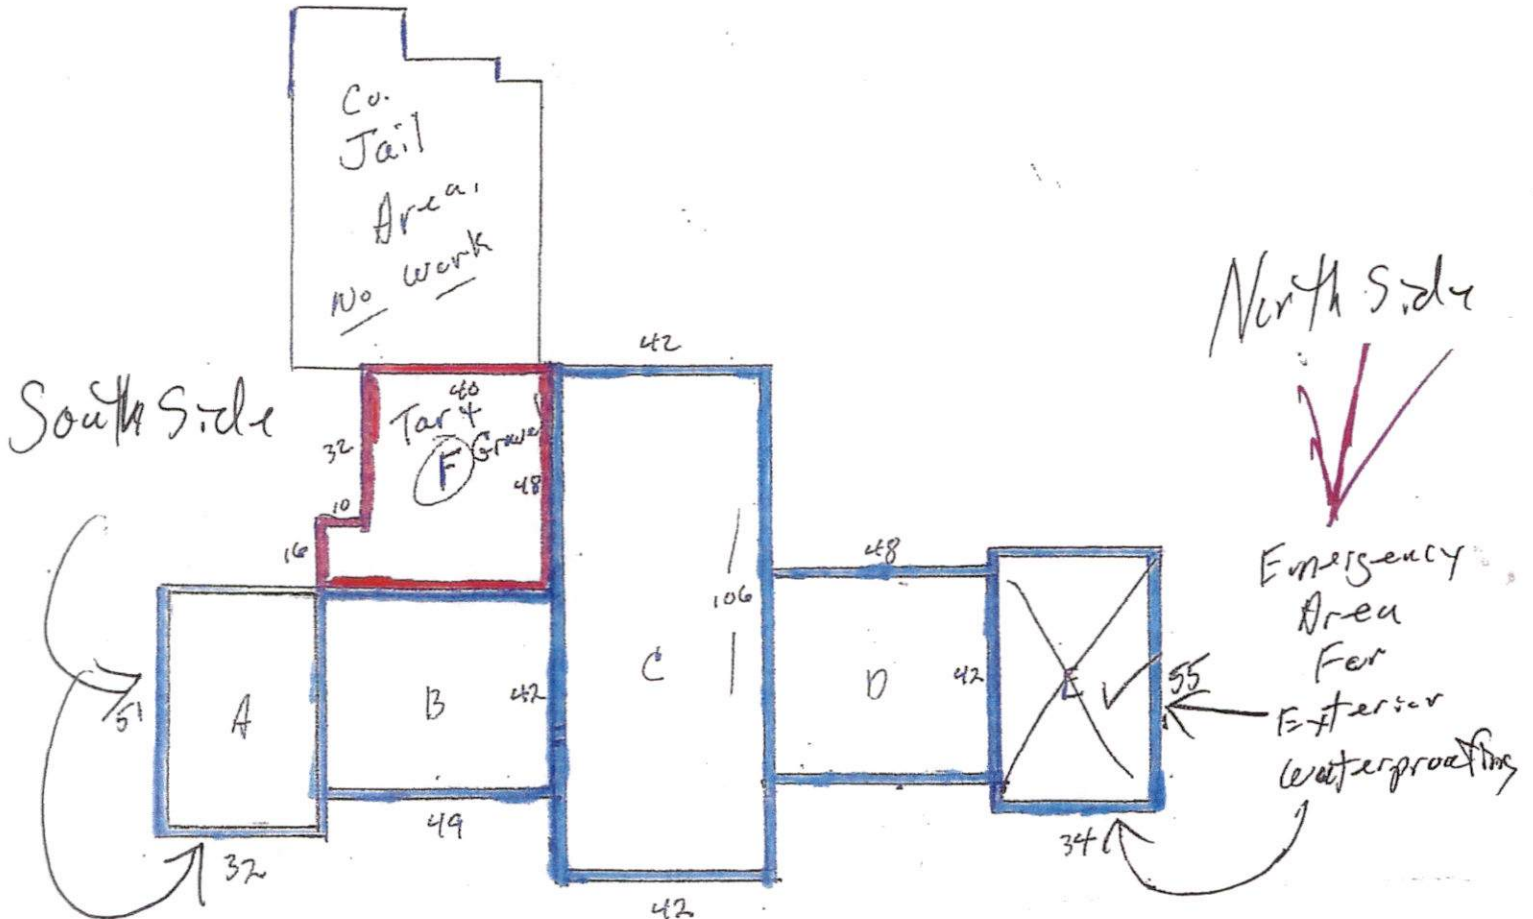 Co.
Jail
Area.
No Work
42
North Side
South Side
40
Tar &
32
F
48
10
16
48
Emergency
Area
For
Exterior
Waterproofing
106
C
D
42
E
55
51
A
B
42
49
32
34
42